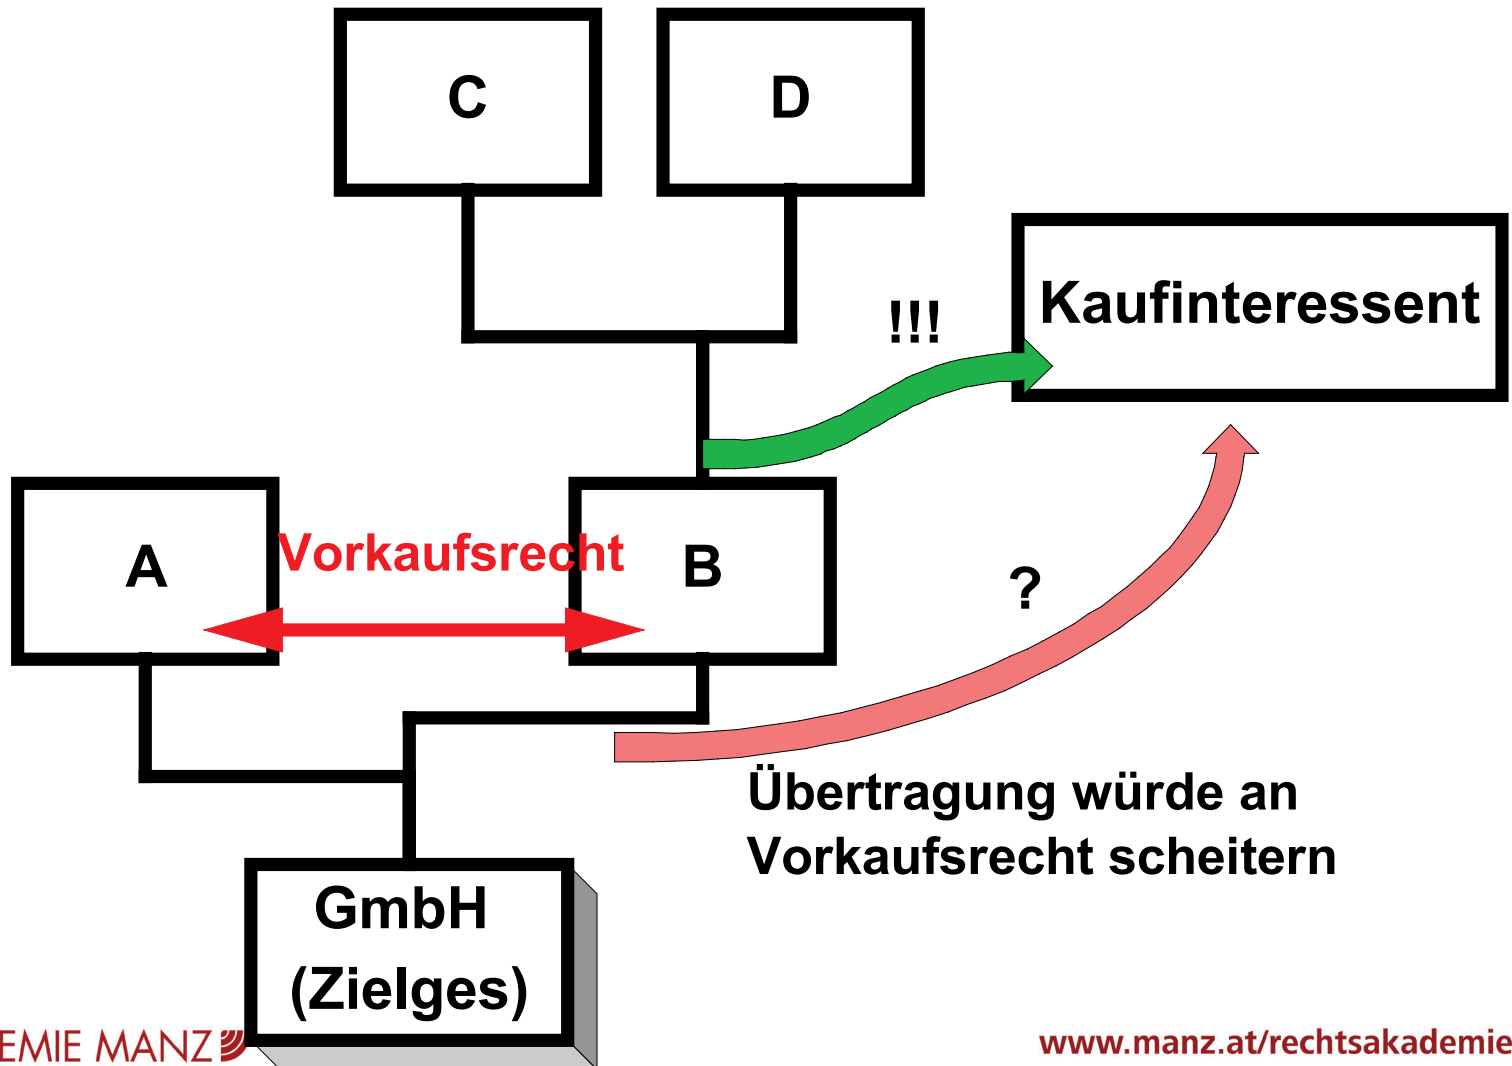 C
D
Kaufinteressent
!!!
A
Vorkaufsrecht
B
?
Übertragung würde an
Vorkaufsrecht scheitern
GmbH
(Zielges)
EMIE MANZ
www.manz.at/rechtsakademie